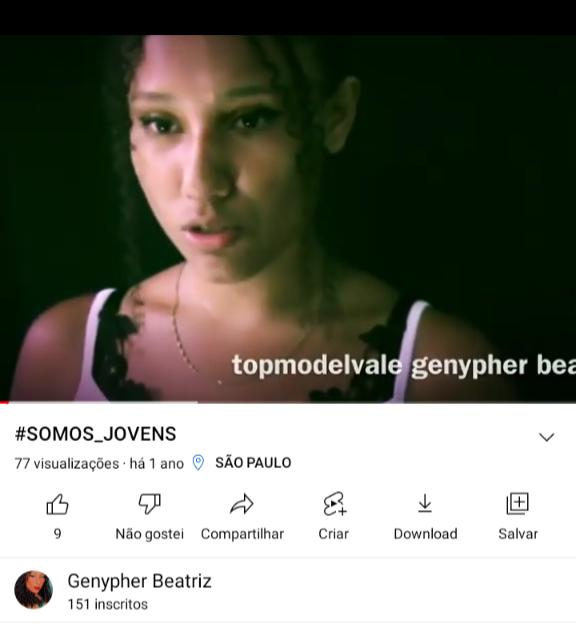 topmodelvale genypher bea
#SOMOS_JOVENS
77 visualizações · há 1 ano SÃO PAULO
9 Não gostei Compartilhar Criar Download Salvar
Genypher Beatriz
151 inscritos